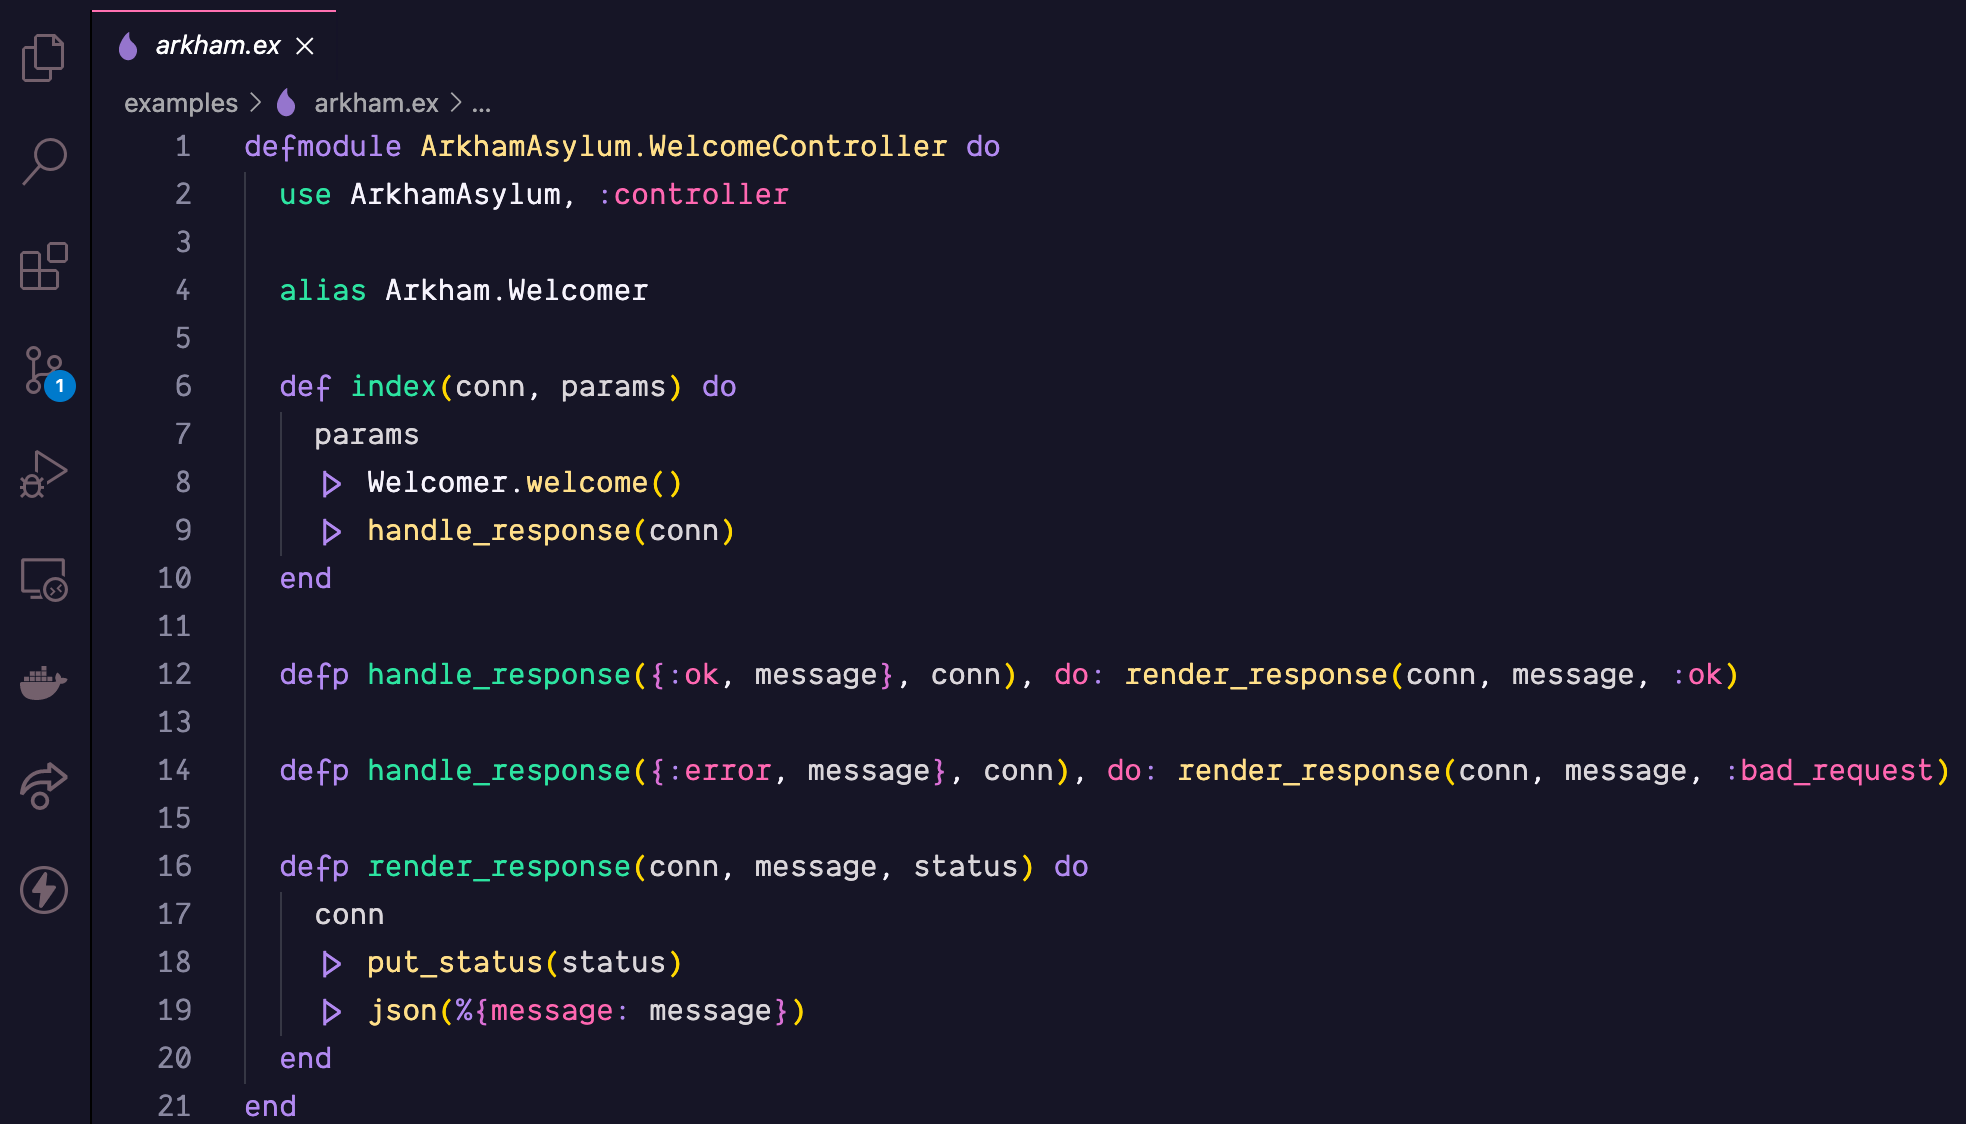 arkham.ex
examples > arkham.ex > ...
1 defmodule ArkhamAsylum.WelcomeController do
2   use ArkhamAsylum, :controller
3
4   alias Arkham.Welcomer
5
6   def index(conn, params) do
7     params
8     |> Welcomer.welcome()
9     |> handle_response(conn)
10   end
11
12   defp handle_response({:ok, message}, conn), do: render_response(conn, message, :ok)
13
14   defp handle_response({:error, message}, conn), do: render_response(conn, message, :bad_request)
15
16   defp render_response(conn, message, status) do
17     conn
18     |> put_status(status)
19     |> json(%{message: message})
20   end
21 end
1